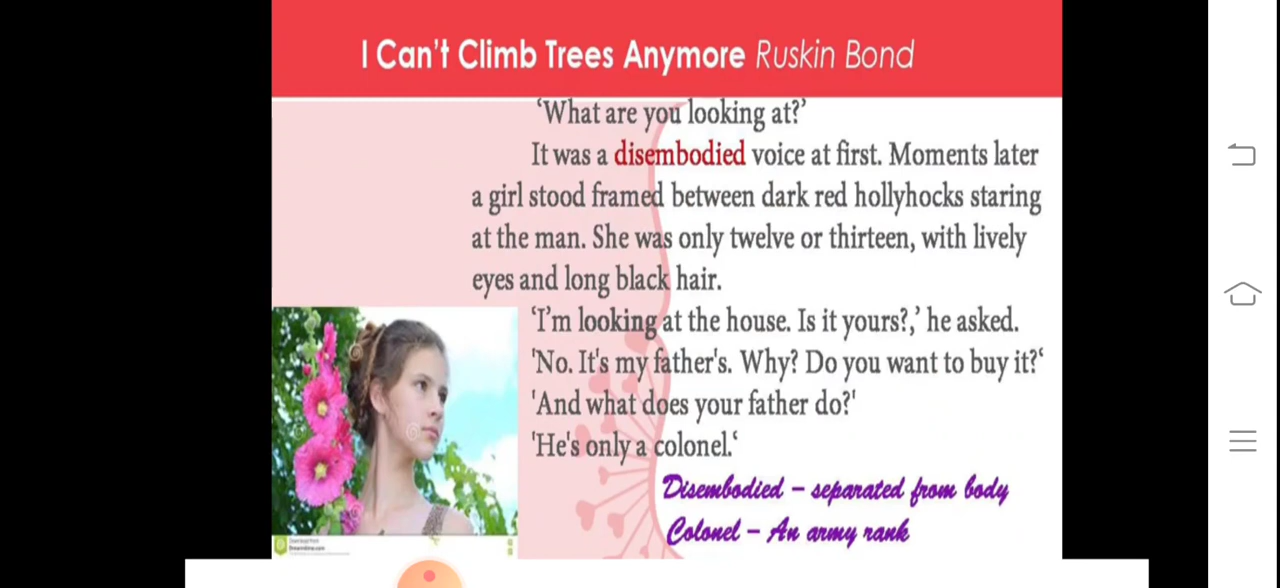 I Can't Climb Trees Anymore Ruskin Bond
‘What are you looking at?’
It was a disembodied voice at first. Moments later
a girl stood framed between dark red hollyhocks staring
at the man. She was only twelve or thirteen, with lively
eyes and long black hair.
‘I’m looking at the house. Is it yours?,’ he asked.
'No. It's my father's. Why? Do you want to buy it?‘
'And what does your father do?'
'He's only a colonel.‘
Disembodied – separated from body
Colonel – An army rank
Dreamstime.com